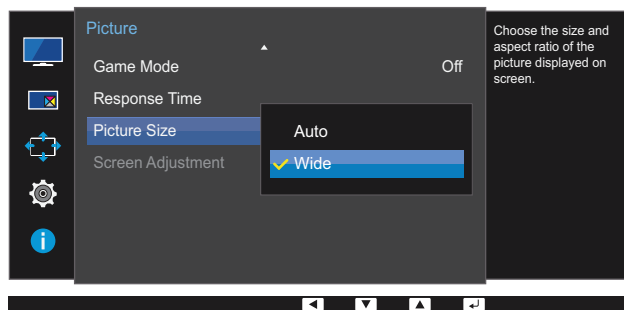 Picture
Game Mode Off
Response Time
Picture Size
Screen Adjustment
Auto
Wide
Choose the size and
aspect ratio of the
picture displayed on
screen.